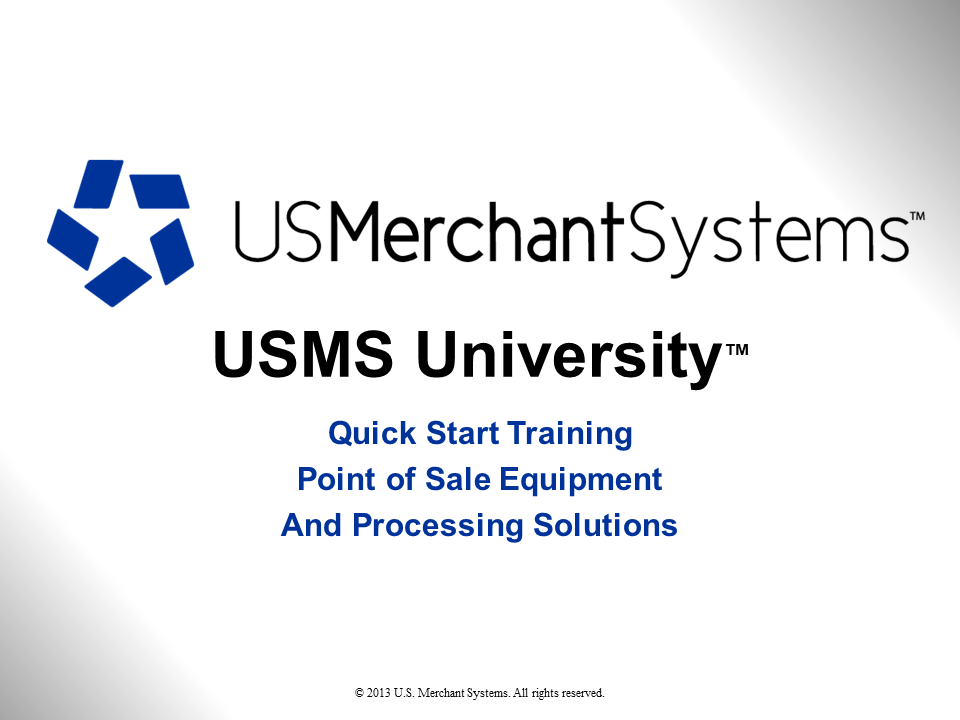 USMerchantSystems™
USMS University™
Quick Start Training
Point of Sale Equipment
And Processing Solutions
© 2013 U.S. Merchant Systems. All rights reserved.